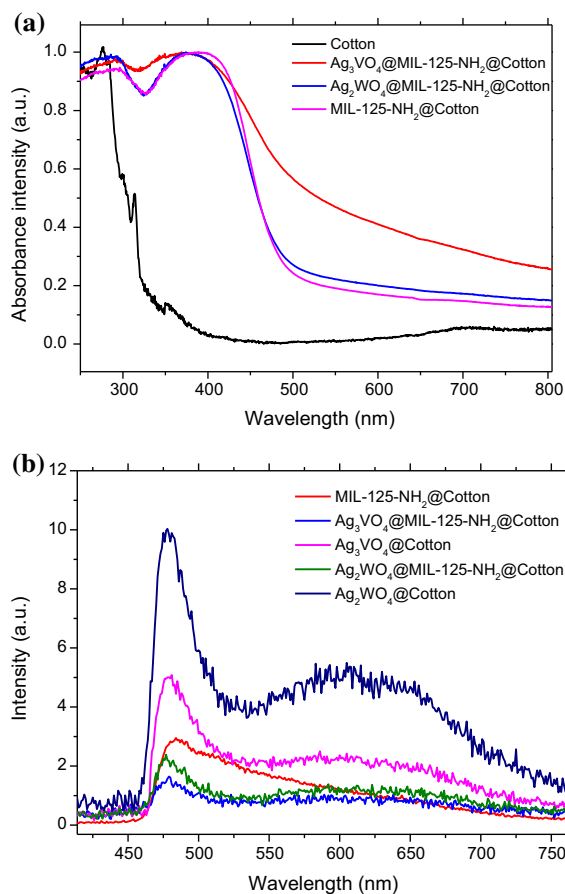 (a)
Absorbance intensity (a.u.)
1.0
0.8
0.6
0.4
0.2
0.0
Cotton
Ag₃VO₄@MIL-125-NH₂@Cotton
Ag₂WO₄@MIL-125-NH₂@Cotton
MIL-125-NH₂@Cotton
300 400 500 600 700 800
Wavelength (nm)
(b)
Intensity (a.u.)
12
10
8
6
4
2
0
MIL-125-NH₂@Cotton
Ag₃VO₄@MIL-125-NH₂@Cotton
Ag₃VO₄@Cotton
Ag₂WO₄@MIL-125-NH₂@Cotton
Ag₂WO₄@Cotton
450 500 550 600 650 700 750
Wavelength (nm)